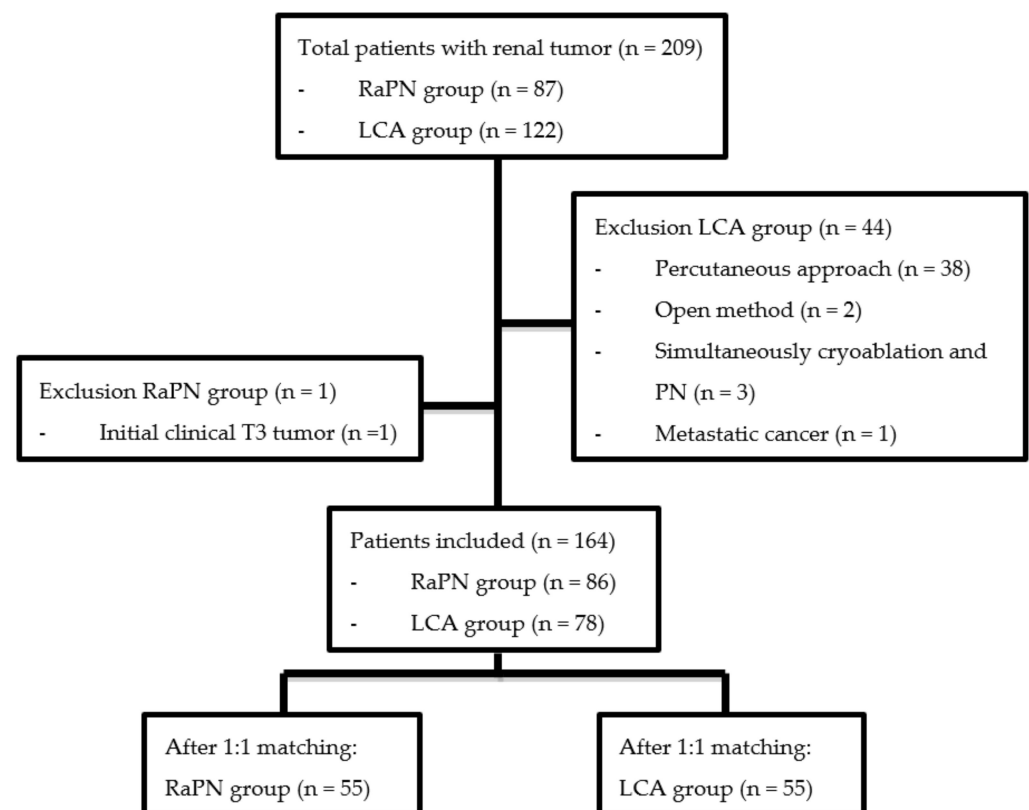 Total patients with renal tumor (n = 209)
- RaPN group (n = 87)
- LCA group (n = 122)
Exclusion LCA group (n = 44)
- Percutaneous approach (n = 38)
- Open method (n = 2)
- Simultaneously cryoablation and
PN (n = 3)
- Metastatic cancer (n = 1)
Exclusion RaPN group (n = 1)
- Initial clinical T3 tumor (n =1)
Patients included (n = 164)
- RaPN group (n = 86)
- LCA group (n = 78)
After 1:1 matching:
RaPN group (n = 55)
After 1:1 matching:
LCA group (n = 55)